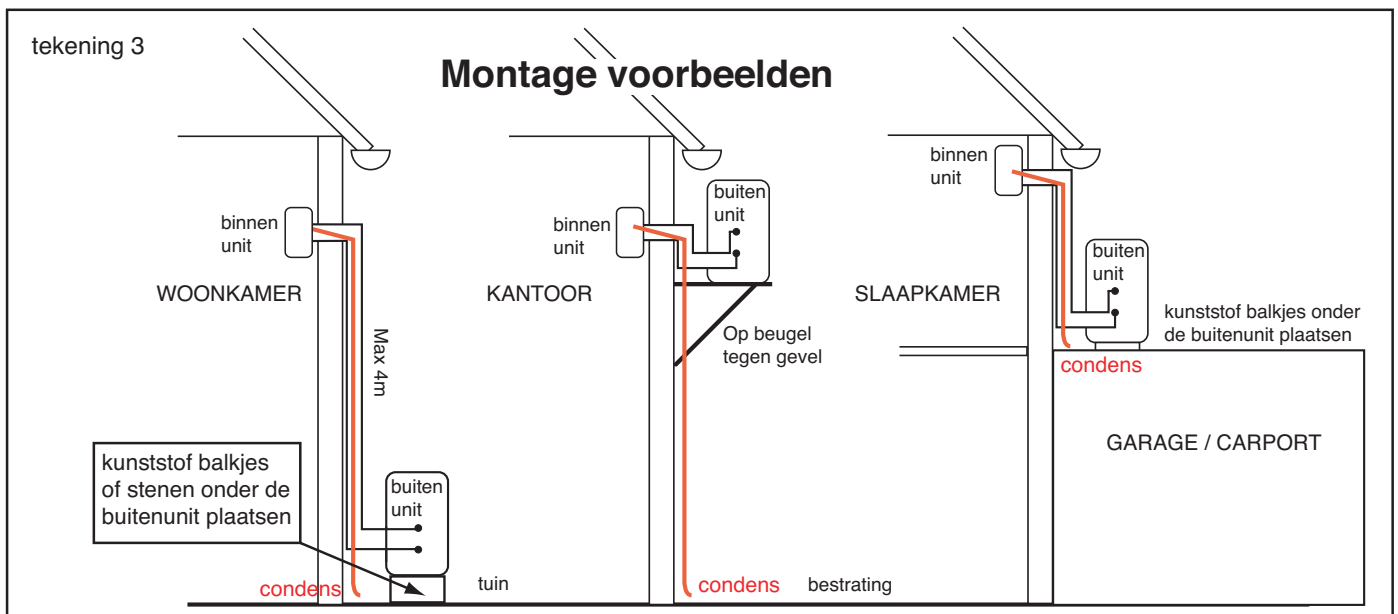 tekening 3
Montage voorbeelden
binnen
unit
WOONKAMER
Max 4m
kunststof balkjes
of stenen onder de
buitenunit plaatsen
buiten
unit
condens
tuin
binnen
unit
KANTOOR
buiten
unit
Op beugel
tegen gevel
condens
bestrating
binnen
unit
SLAAPKAMER
buiten
unit
kunststof balkjes onder
de buitenunit plaatsen
condens
GARAGE / CARPORT